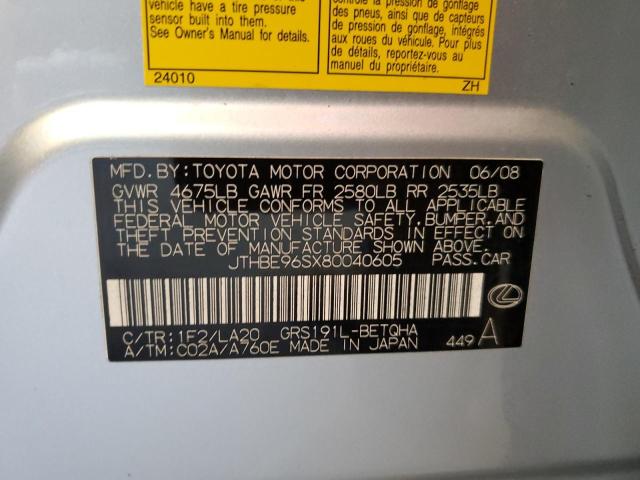 vehicle have a tire pressure
sensor built into them.
See Owner's Manual for details.
24010
contrôle la pression de gonflage
des pneus, ainsi que de capteurs
de pression de gonflage, intégrés
aux roues du véhicule. Pour plus
de détails, reportez-vous au
manuel du propriétaire.
ZH
MFD.BY:TOYOTA MOTOR CORPORATION 06/08
GVWR 4675LB GAWR FR 2580LB RR 2535LB
THIS VEHICLE CONFORMS TO ALL APPLICABLE
FEDERAL MOTOR VEHICLE SAFETY,BUMPER,AND
THEFT PREVENTION STANDARDS IN EFFECT ON
THE DATE OF MANUFACTURE SHOWN ABOVE.
JTHBE96SX80040605 PASS.CAR
C/TR:1F2/LA20 GRS191L-BETQHA
A/TM:C02A/A760E MADE IN JAPAN 449 A